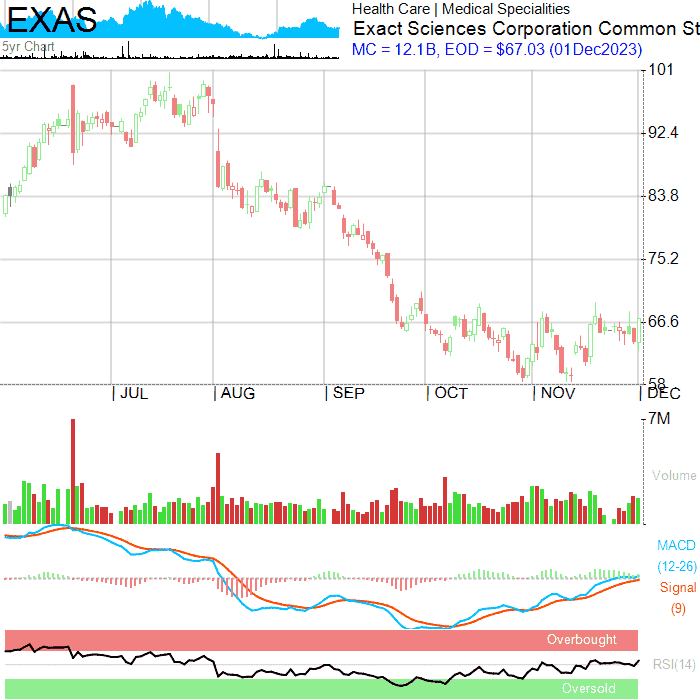 EXAS
Health Care | Medical Specialities
Exact Sciences Corporation Common St
MC = 12.1B, EOD = $67.03 (01Dec2023)
5yr Chart
101
92.4
83.8
75.2
66.6
58
| JUL | AUG | SEP | OCT | NOV | DEC
7M
Volume
MACD
(12-26)
Signal
(9)
Overbought
RSI(14)
Oversold